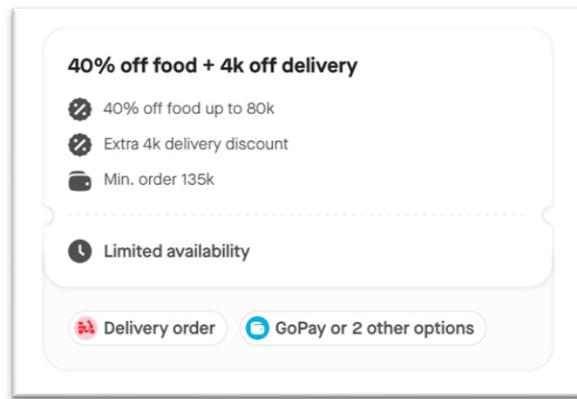 40% off food + 4k off delivery
40% off food up to 80k
Extra 4k delivery discount
Min. order 135k
Limited availability
Delivery order
GoPay or 2 other options